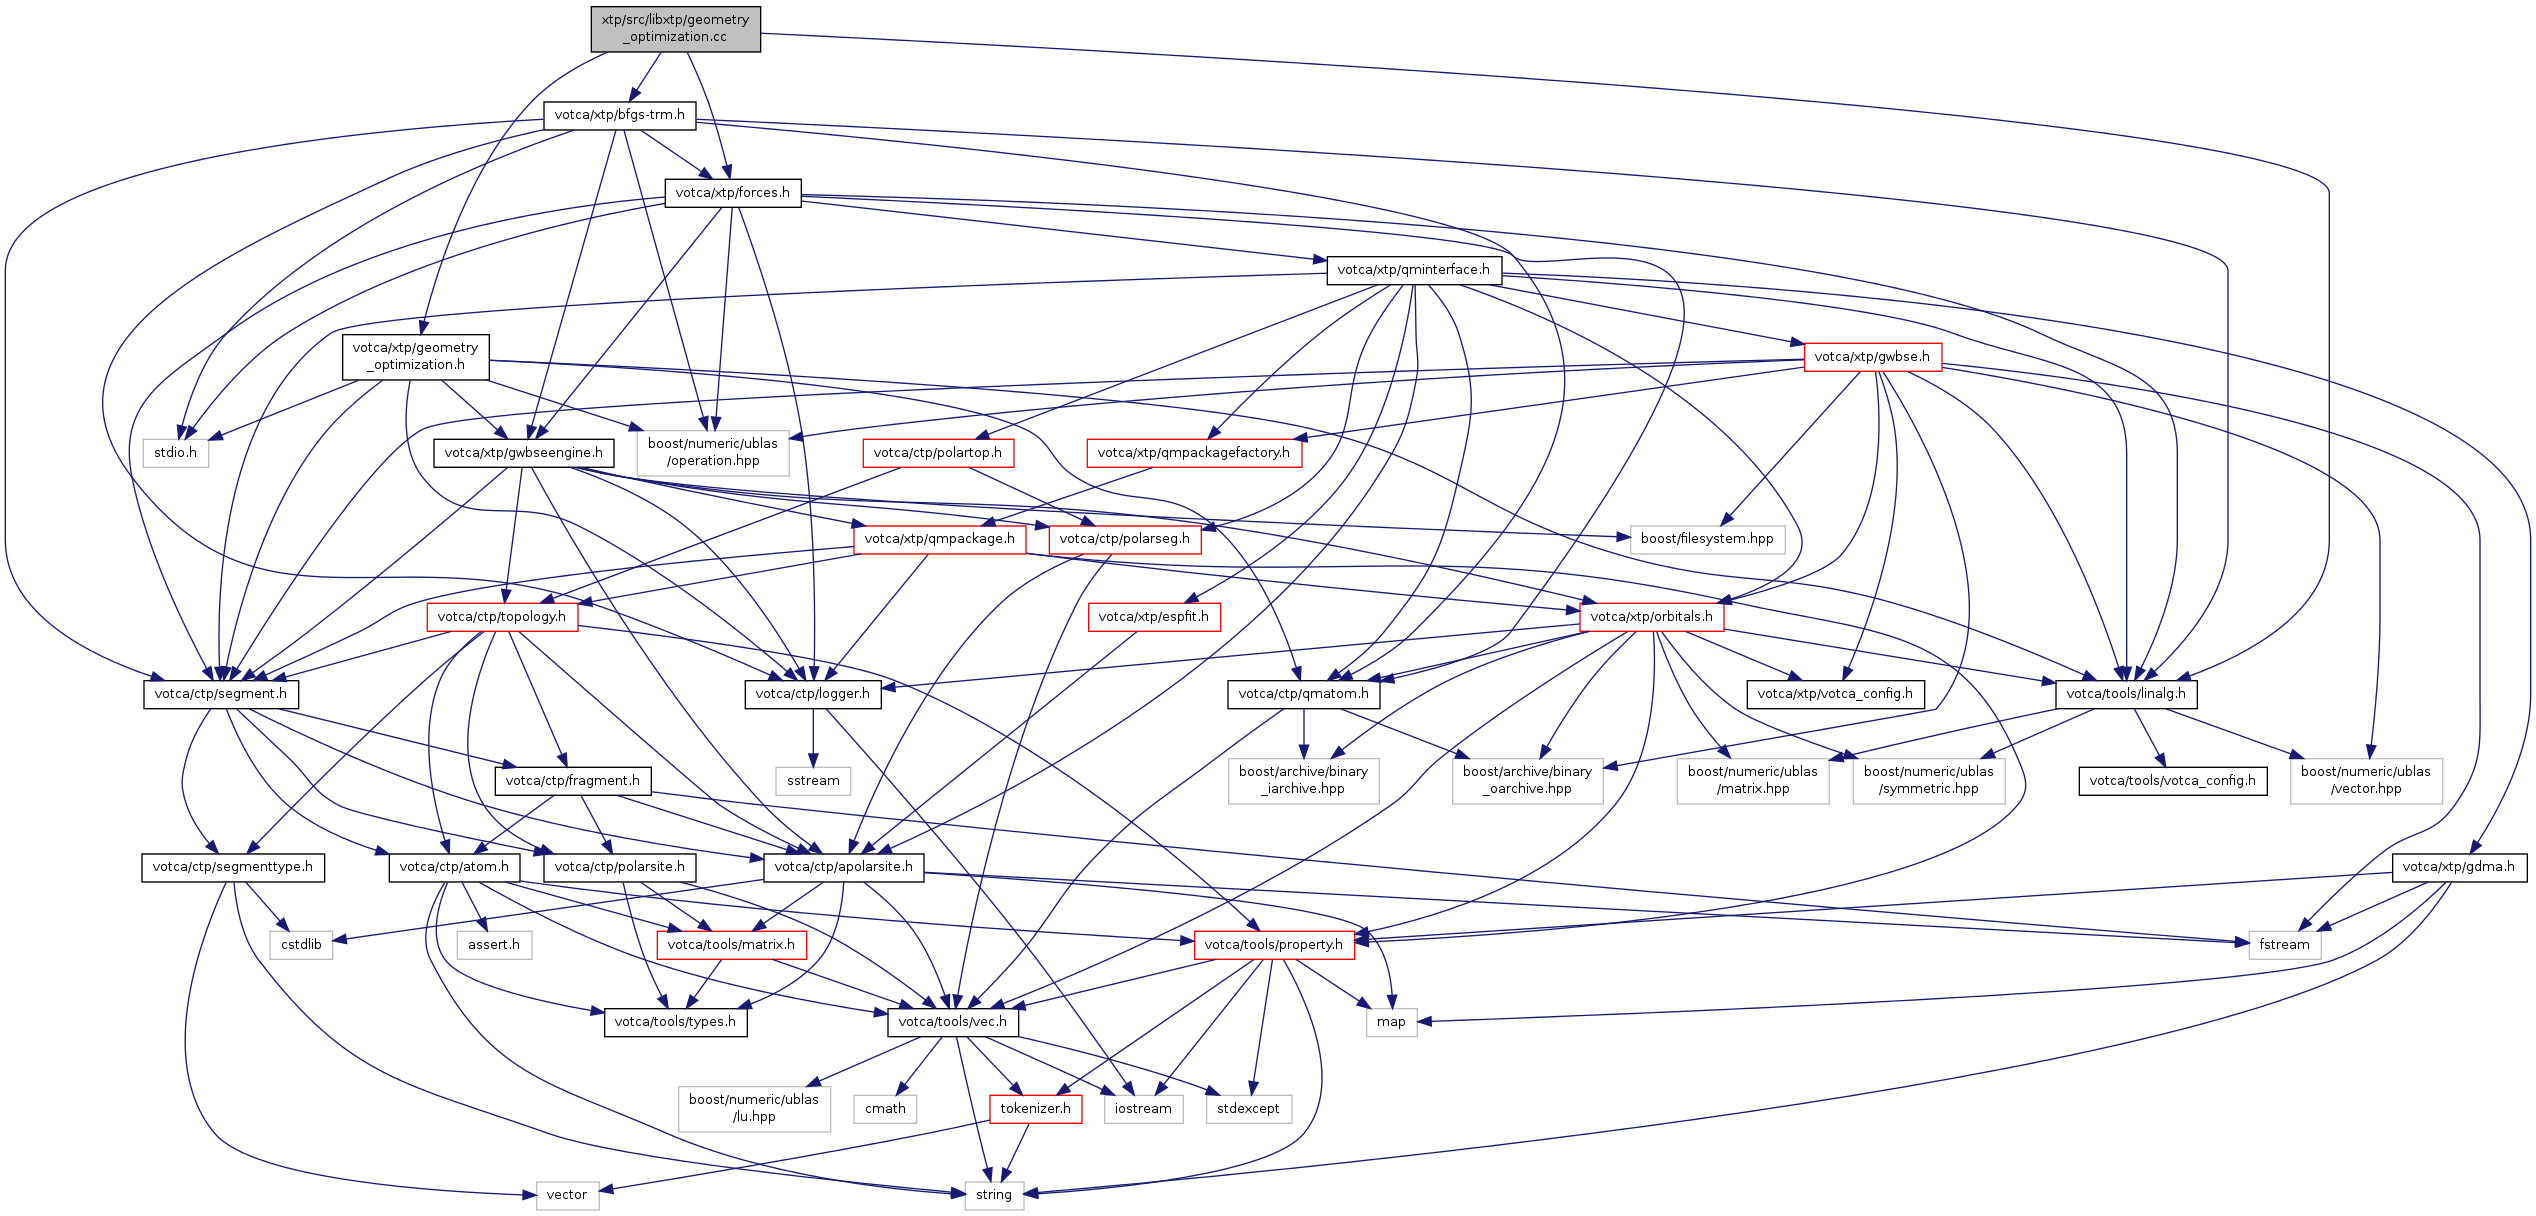 xtp/src/libxtp/geometry
_optimization.cc
votca/xtp/bfgs-trm.h
votca/xtp/forces.h
votca/xtp/qminterface.h
votca/xtp/geometry
_optimization.h
votca/xtp/gwbse.h
stdio.h
votca/xtp/gwbseengine.h
boost/numeric/ublas
/operation.hpp
votca/ctp/polartop.h
votca/xtp/qmpackagefactory.h
votca/xtp/qmpackage.h
votca/ctp/polarseg.h
boost/filesystem.hpp
votca/ctp/topology.h
votca/xtp/espfit.h
votca/xtp/orbitals.h
votca/ctp/segment.h
votca/ctp/logger.h
votca/ctp/qmatom.h
votca/xtp/votca_config.h
votca/tools/linalg.h
votca/ctp/fragment.h
sstream
boost/archive/binary
_iarchive.hpp
boost/archive/binary
_oarchive.hpp
boost/numeric/ublas
/matrix.hpp
boost/numeric/ublas
/symmetric.hpp
votca/tools/votca_config.h
boost/numeric/ublas
/vector.hpp
votca/ctp/segmenttype.h
votca/ctp/atom.h
votca/ctp/polarsite.h
votca/ctp/apolarsite.h
votca/xtp/gdma.h
cstdlib
assert.h
votca/tools/matrix.h
votca/tools/property.h
fstream
votca/tools/types.h
votca/tools/vec.h
map
boost/numeric/ublas
/lu.hpp
cmath
tokenizer.h
iostream
stdexcept
vector
string